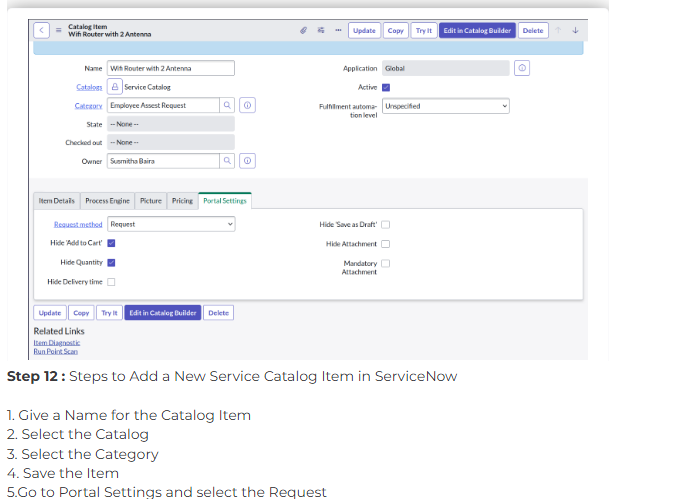 Catalog Item
Wifi Router with 2 Antenna
Update Copy Try It Edit in Catalog Builder Delete
Name Wifi Router with 2 Antenna
Application Global
Catalogs Service Catalog
Active
Category Employee Assest Request
Fulfillment automa-
tion level Unspecified
State -- None --
Checked out -- None --
Owner Susmitha Baira
Item Details Process Engine Picture Pricing Portal Settings
Request method Request
Hide 'Save as Draft'
Hide 'Add to Cart'
Hide Attachment
Hide Quantity
Mandatory
Attachment
Hide Delivery time
Update Copy Try It Edit in Catalog Builder Delete
Related Links
Item Diagnostic
Run Point Scan
Step 12 : Steps to Add a New Service Catalog Item in ServiceNow
1. Give a Name for the Catalog Item
2. Select the Catalog
3. Select the Category
4. Save the Item
5.Go to Portal Settings and select the Request